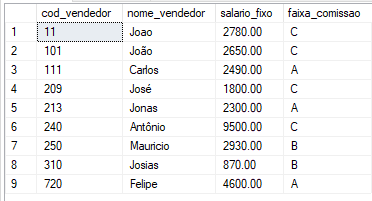 cod_vendedor nome_vendedor salario_fixo faixa_comissao
1 11 Joao 2780.00 C
2 101 João 2650.00 C
3 111 Carlos 2490.00 A
4 209 José 1800.00 C
5 213 Jonas 2300.00 A
6 240 Antônio 9500.00 C
7 250 Mauricio 2930.00 B
8 310 Josias 870.00 B
9 720 Felipe 4600.00 A